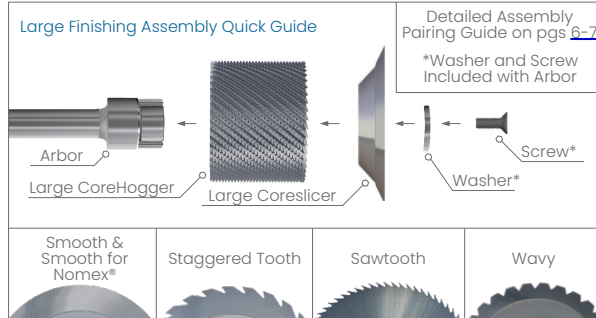 Large Finishing Assembly Quick Guide
Detailed Assembly
Pairing Guide on pgs 6-7
*Washer and Screw
Included with Arbor
Arbor
Large CoreHogger
Large Coreslicer
Washer*
Screw*
Smooth &
Smooth for
Nomex®
Staggered Tooth
Sawtooth
Wavy